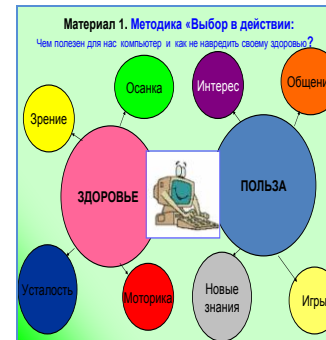 Материал 1. Методика «Выбор в действии:
Чем полезен для нас компьютер и как не навредить своему здоровью?
Осанка
Интерес
Общени
Зрение
ЗДОРОВЬЕ
ПОЛЬЗА
Усталость
Моторика
Новые
знания
Игры